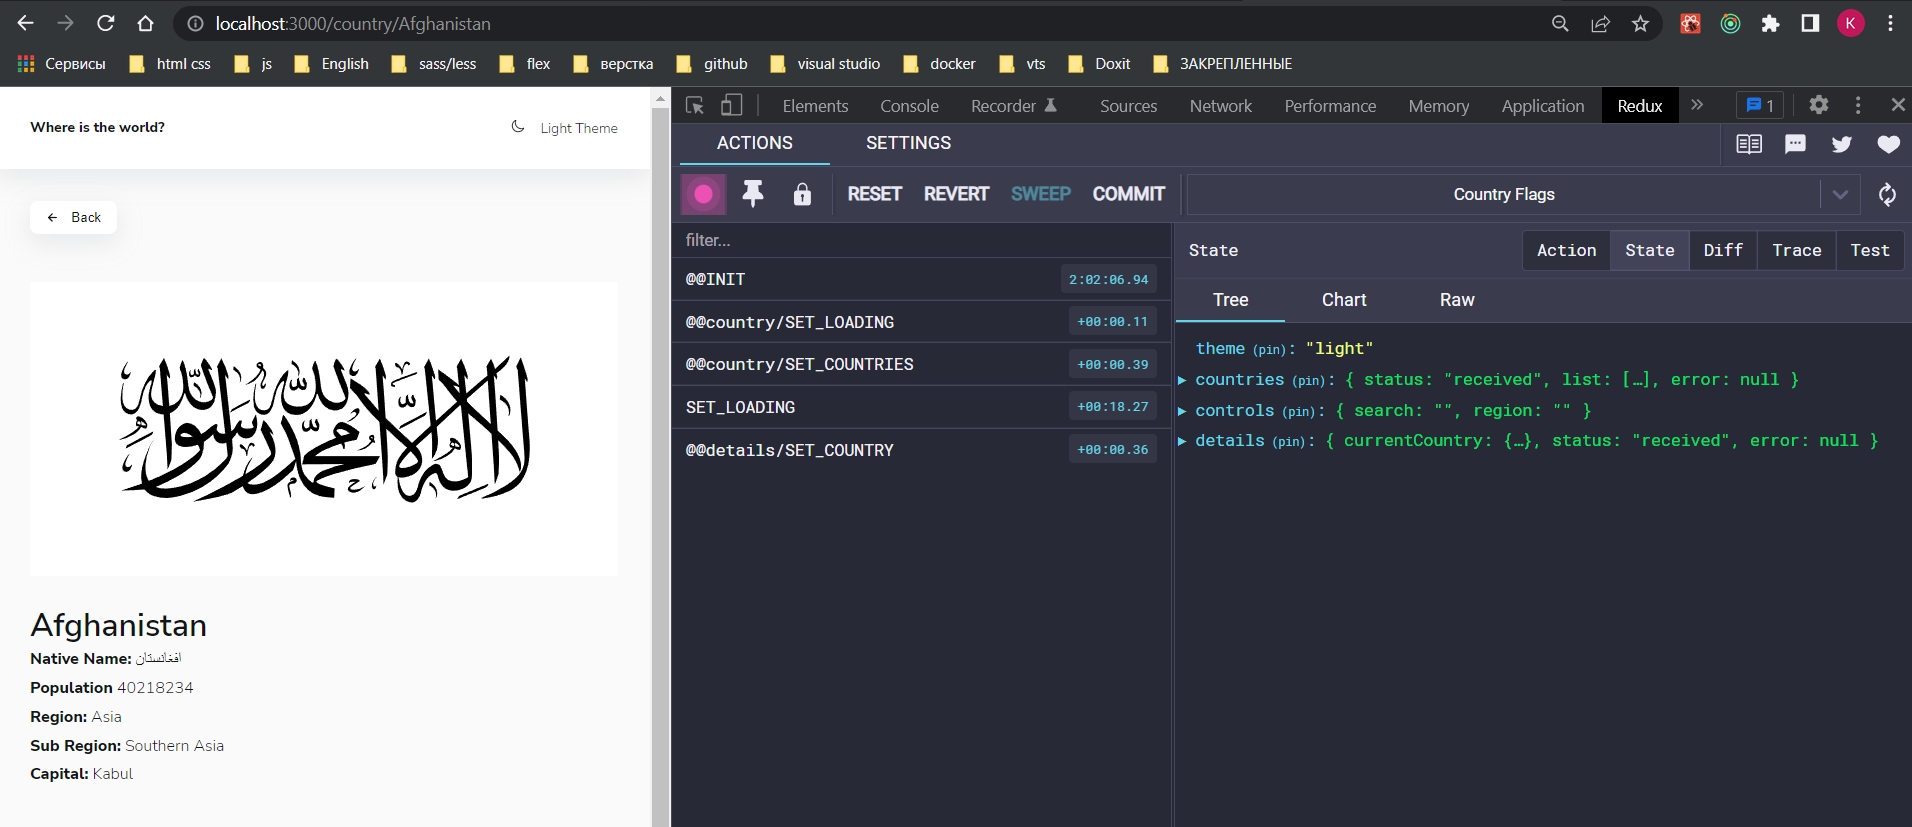 localhost:3000/country/Afghanistan
K
Сервисы html css js English sass/less flex верстка github visual studio docker vts Doxit ЗАКРЕПЛЕННЫЕ
Where is the world?
Light Theme
Back
لا إله إلا الله محمد رسول الله
Afghanistan
Native Name: افغانستان
Population 40218234
Region: Asia
Sub Region: Southern Asia
Capital: Kabul
Elements Console Recorder Sources Network Performance Memory Application Redux 1
ACTIONS SETTINGS
RESET REVERT SWEEP COMMIT Country Flags
filter...
@@INIT 2:02:06.94
@@country/SET_LOADING +00:00.11
@@country/SET_COUNTRIES +00:00.39
SET_LOADING +00:18.27
@@details/SET_COUNTRY +00:00.36
State Action State Diff Trace Test
Tree Chart Raw
theme (pin): "light"
countries (pin): { status: "received", list: […], error: null }
controls (pin): { search: "", region: "" }
details (pin): { currentCountry: {…}, status: "received", error: null }